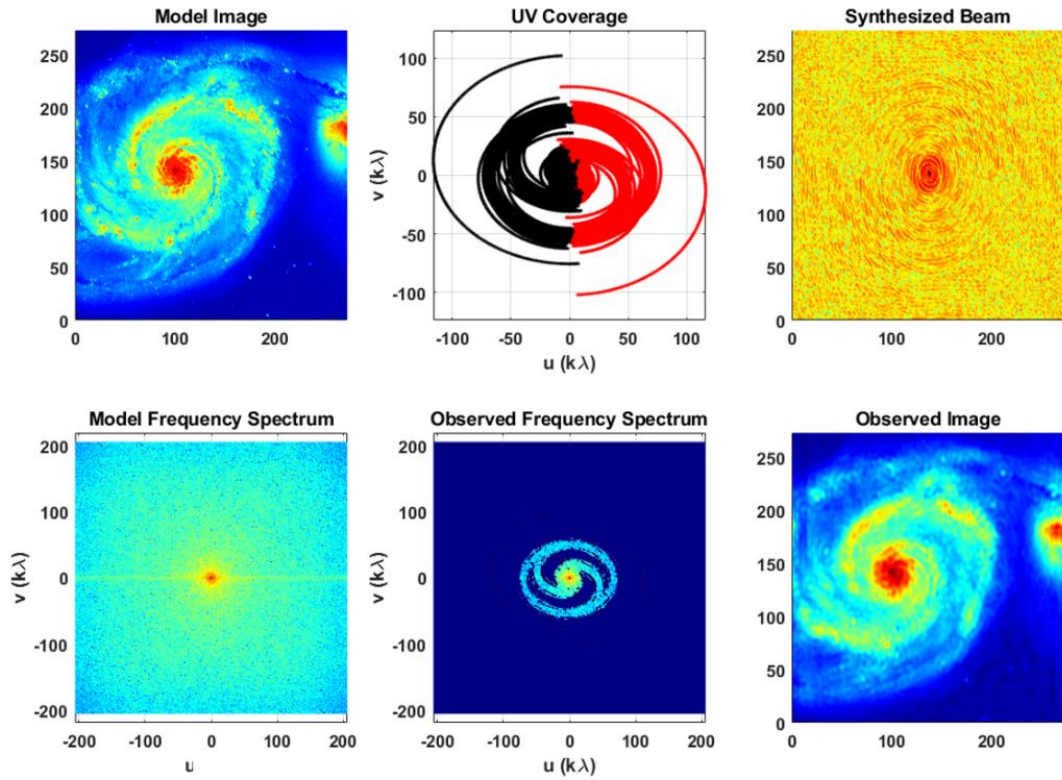 Model Image
250
200
150
100
50
0
0 100 200
UV Coverage
v (kλ)
100
50
0
-50
-100
-100 -50 0 50 100
u (kλ)
Synthesized Beam
250
200
150
100
50
0
0 100 200
Model Frequency Spectrum
v (kλ)
200
100
0
-100
-200
-200 -100 0 100 200
u
Observed Frequency Spectrum
v (kλ)
200
100
0
-100
-200
-200 -100 0 100 200
u (kλ)
Observed Image
250
200
150
100
50
0
0 100 200